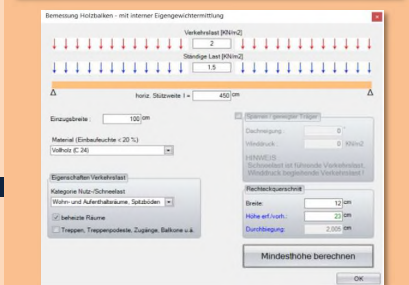 Bemessung Holzbalken - mit interner Eigengewichtermittlung
Verkehrslast [KN/m2]
2
Ständige Last [KN/m2]
1.5
horiz. Stützweite l = 450 cm
Einzugsbreite : 100 cm
Material (Einbaufeuchte < 20 %)
Vollholz (C 24)
Sparren / geneigter Träger
Dachneigung : 0 °
Winddruck : 0 KN/m2
HINWEIS:
Schneelast ist führende Verkehrslast,
Winddruck begleitende Verkehrslast !
Eigenschaften Verkehrslast
Kategorie Nutz-/Schneelast
Wohn- und Aufenthaltsräume, Spitzböden
beheizte Räume
Treppen, Treppenpodeste, Zugänge, Balkone u.ä.
Rechteckquerschnitt
Breite: 12 cm
Höhe erf./vorh.: 23 cm
Durchbiegung: 2,005 cm
Mindesthöhe berechnen
OK